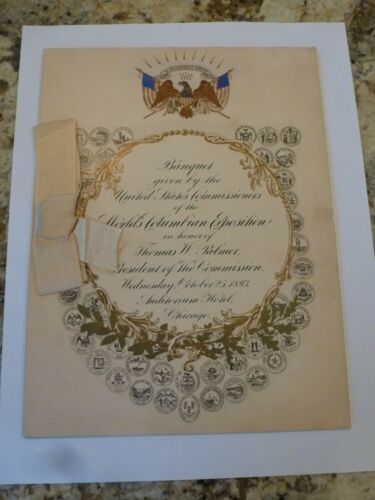 Banquet
given by the
United States Commissioners
of the
World's Columbian Exposition
in honor of
Thomas W. Palmer,
President of The Commission.
Wednesday, October 25, 1893.
Auditorium Hotel,
Chicago.